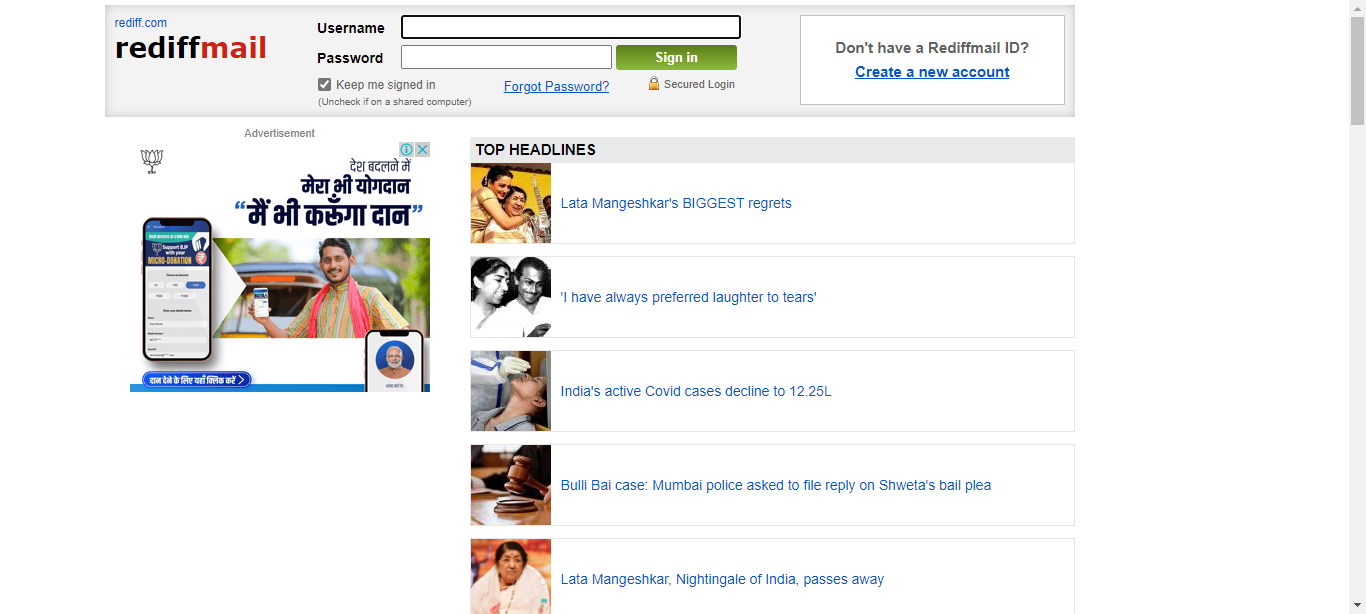 rediff.com
rediffmail
Username
Password
Sign in
Keep me signed in
(Uncheck if on a shared computer)
Forgot Password?
Secured Login
Don't have a Rediffmail ID?
Create a new account
Advertisement
देश बदलने में
मेरा भी योगदान
“मैं भी करूँगा दान”
Support BJP
with your
MICRO-DONATION
दान देने के लिए यहाँ क्लिक करें
TOP HEADLINES
Lata Mangeshkar's BIGGEST regrets
'I have always preferred laughter to tears'
India's active Covid cases decline to 12.25L
Bulli Bai case: Mumbai police asked to file reply on Shweta's bail plea
Lata Mangeshkar, Nightingale of India, passes away